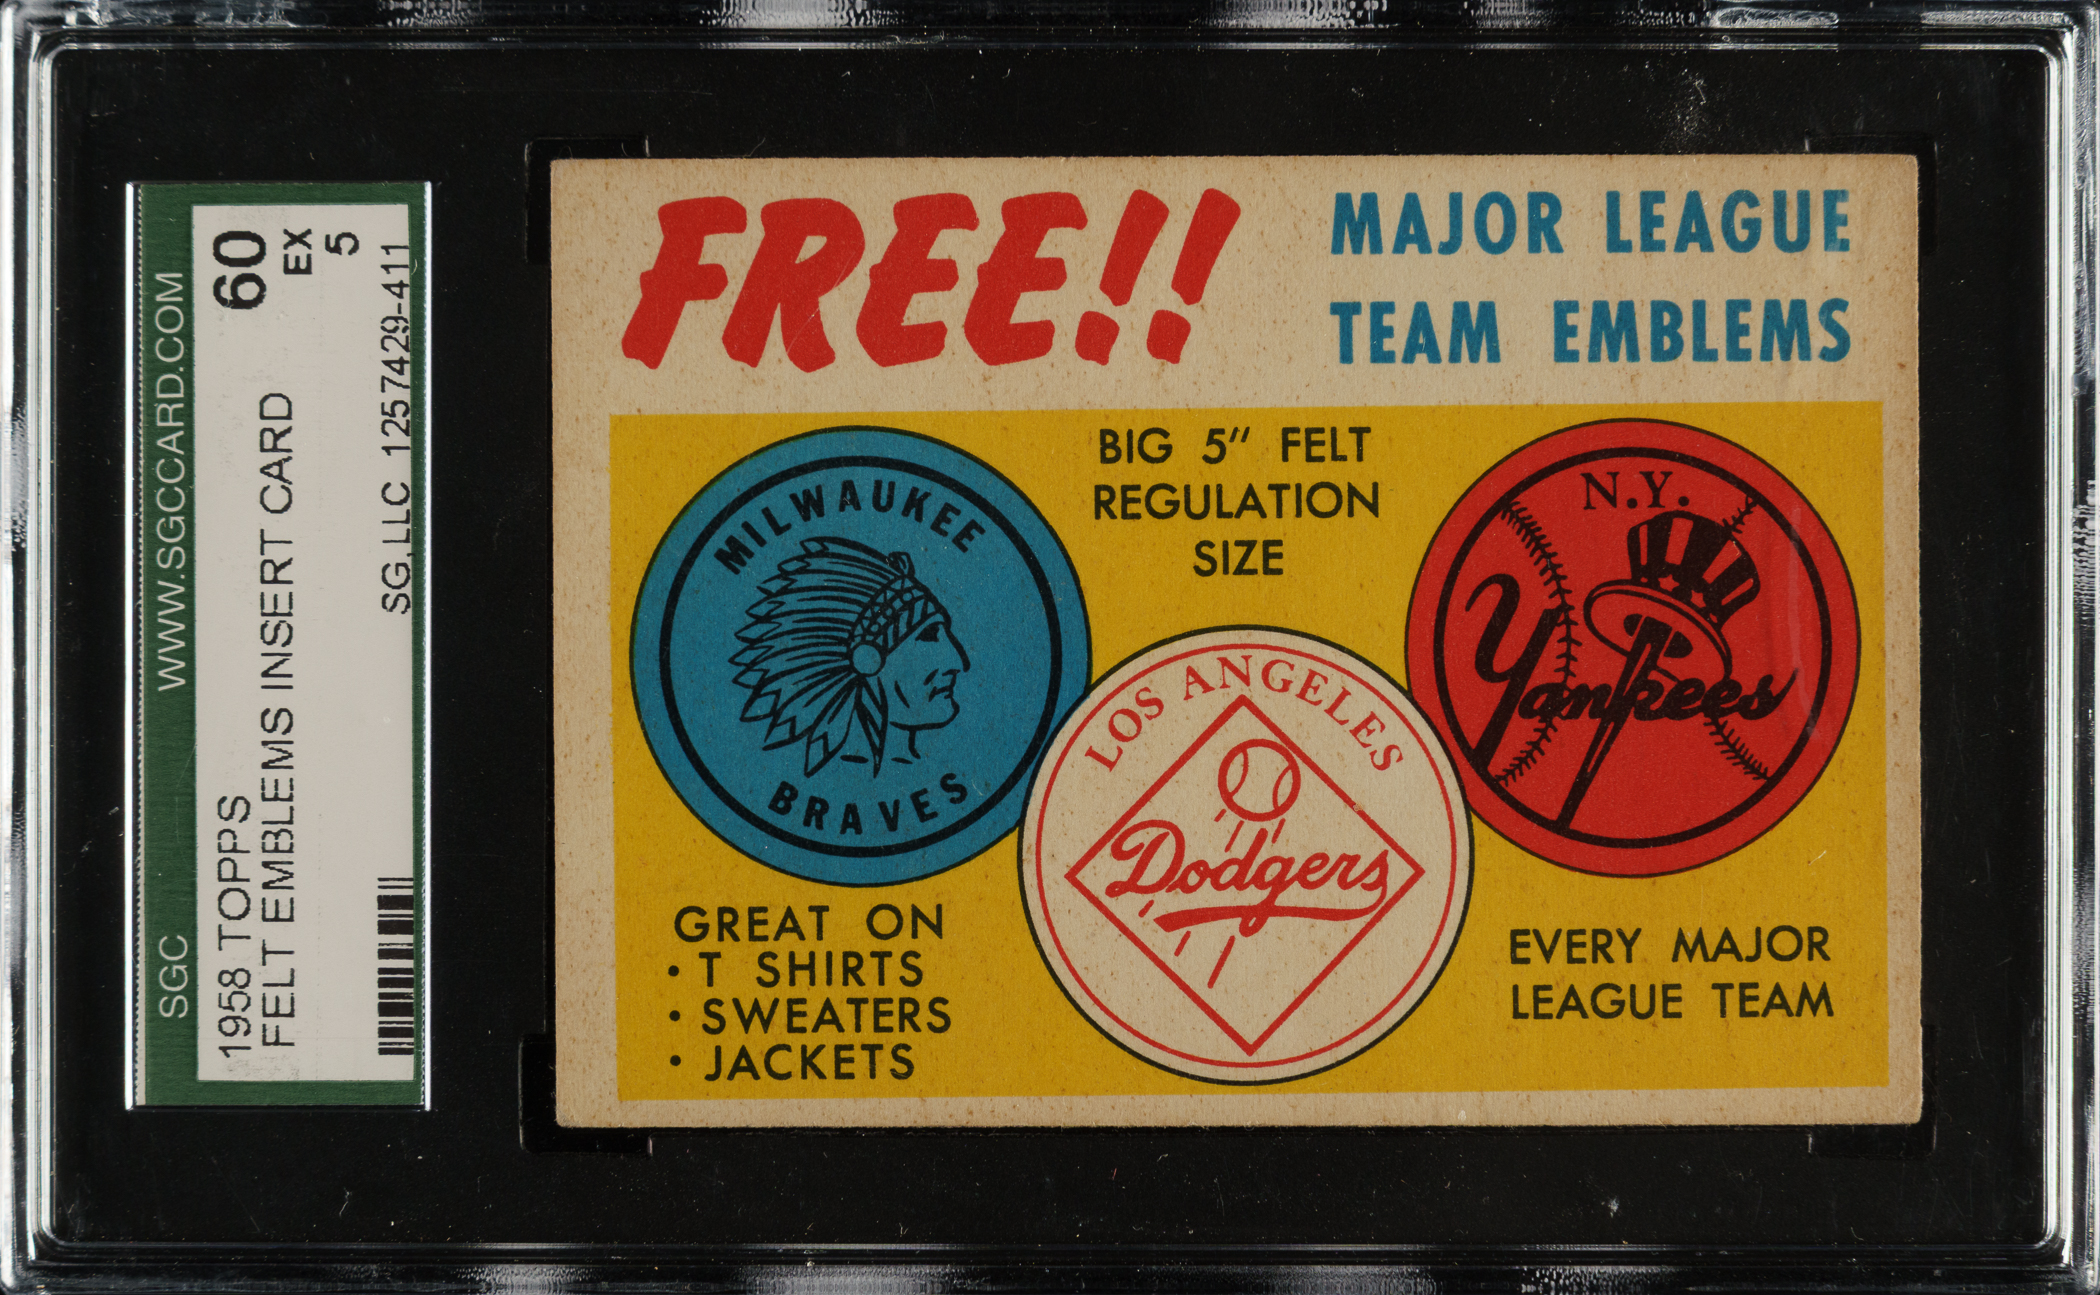 SGC WWW.SGCCARD.COM
1958 TOPPS 60
FELT EMBLEMS INSERT CARD EX
5
SG,LLC 1257429-411
FREE!!
MAJOR LEAGUE
TEAM EMBLEMS
BIG 5" FELT
REGULATION
SIZE
MILWAUKEE
BRAVES
N.Y.
Yankees
LOS ANGELES
Dodgers
GREAT ON
• T SHIRTS
• SWEATERS
• JACKETS
EVERY MAJOR
LEAGUE TEAM